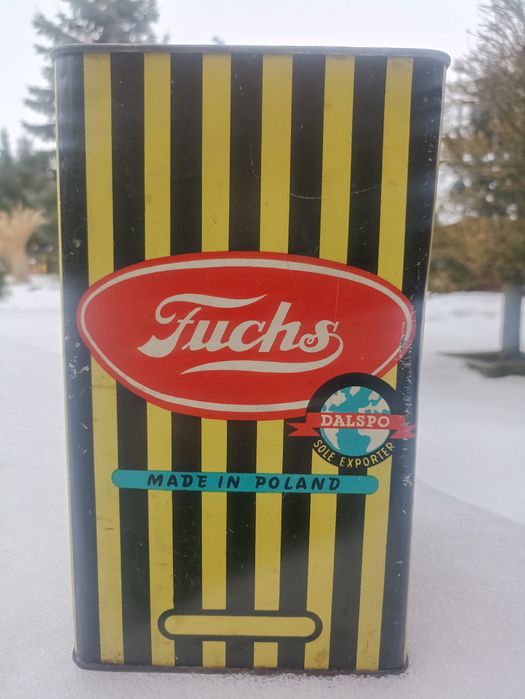 Fuchs
DALSPO
SOLE EXPORTER
MADE IN POLAND